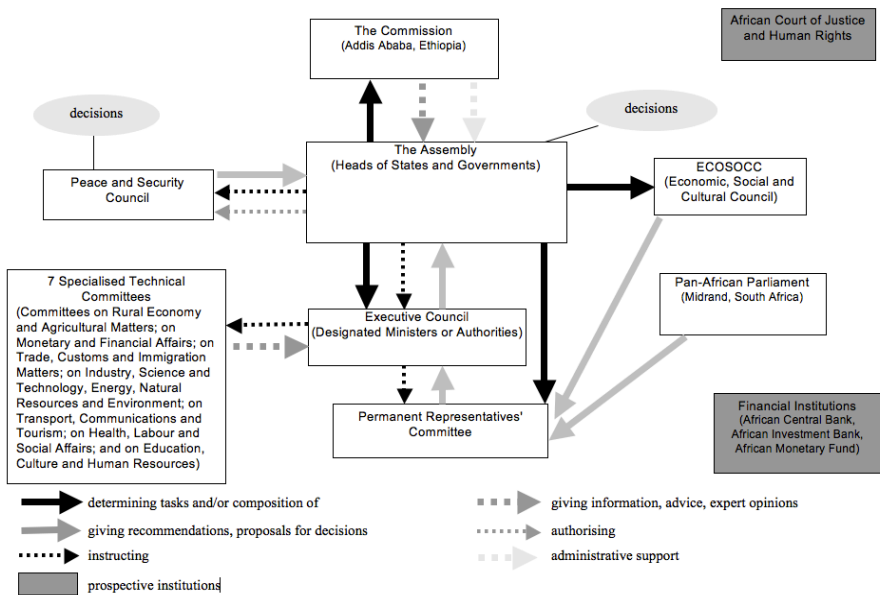 The Commission
(Addis Ababa, Ethiopia)
African Court of Justice
and Human Rights
decisions
decisions
The Assembly
(Heads of States and Governments)
Peace and Security
Council
ECOSOCC
(Economic, Social and
Cultural Council)
7 Specialised Technical
Committees
(Committees on Rural Economy
and Agricultural Matters; on
Monetary and Financial Affairs; on
Trade, Customs and Immigration
Matters; on Industry, Science and
Technology, Energy, Natural
Resources and Environment; on
Transport, Communications and
Tourism; on Health, Labour and
Social Affairs; and on Education,
Culture and Human Resources)
Pan-African Parliament
(Midrand, South Africa)
Executive Council
(Designated Ministers or Authorities)
Permanent Representatives'
Committee
Financial Institutions
(African Central Bank,
African Investment Bank,
African Monetary Fund)
determining tasks and/or composition of
giving information, advice, expert opinions
giving recommendations, proposals for decisions
authorising
instructing
administrative support
prospective institutions